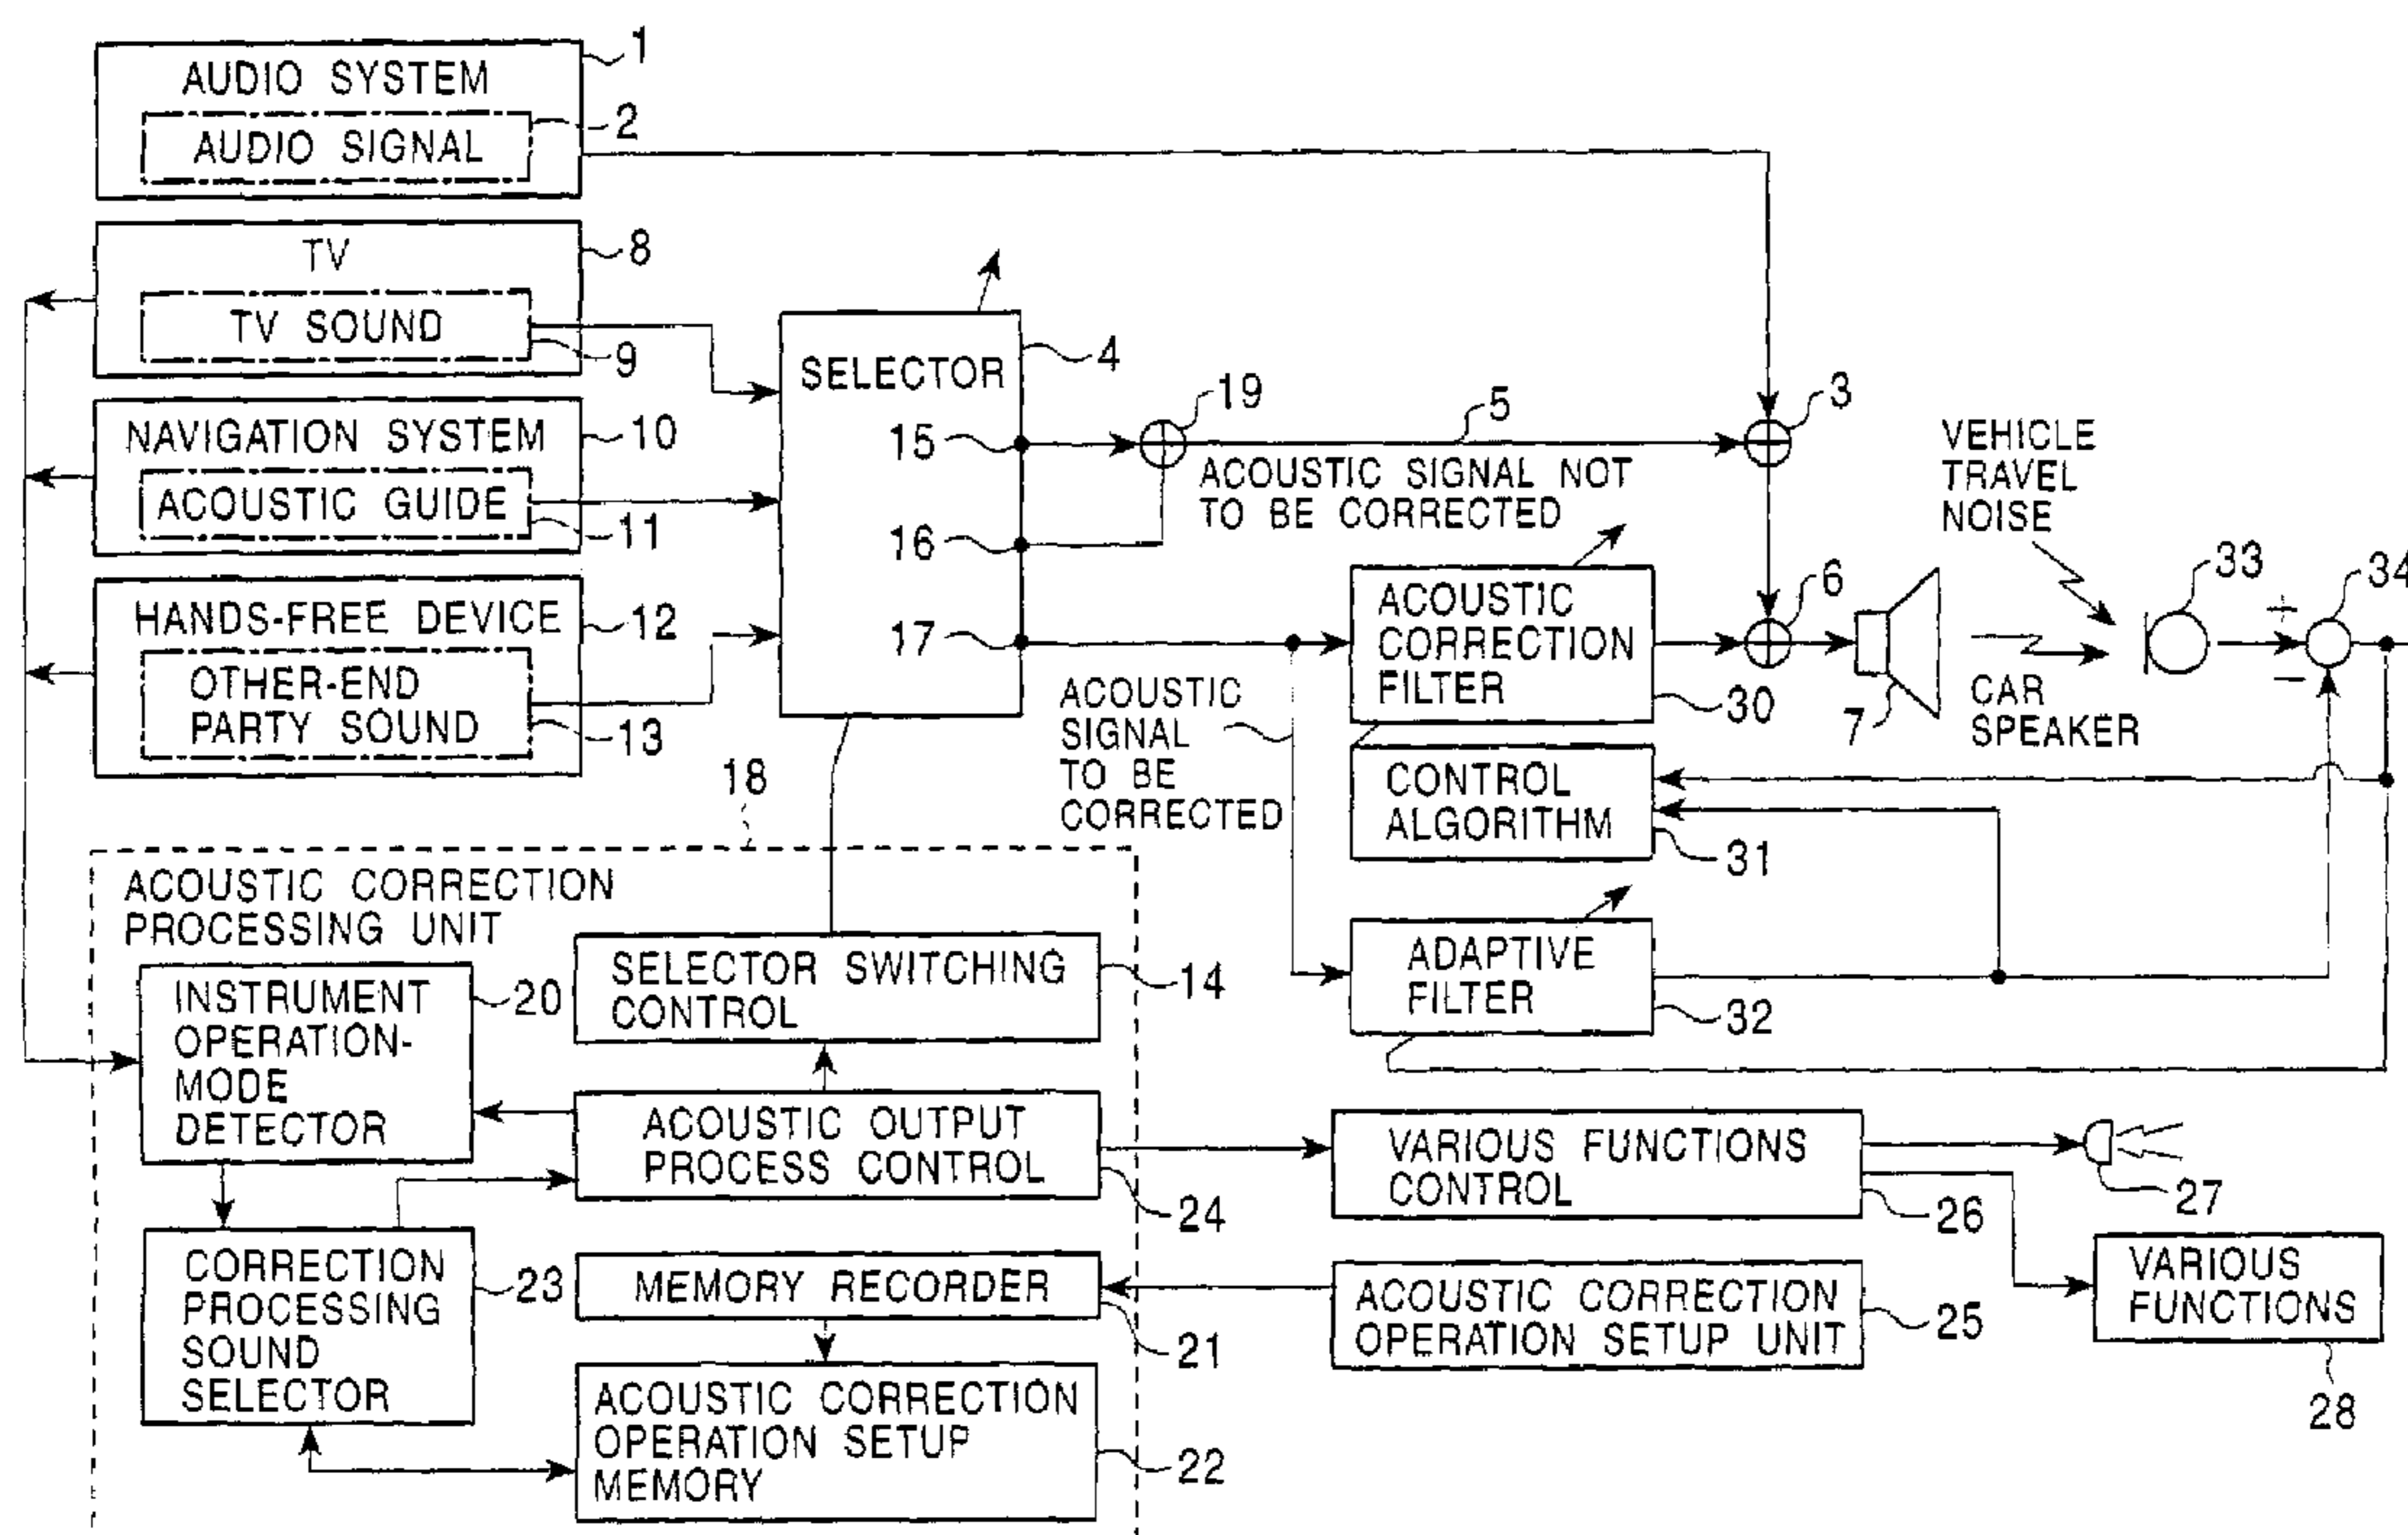 AUDIO SYSTEM
1
AUDIO SIGNAL
2
TV
8
TV SOUND
9
NAVIGATION SYSTEM
10
ACOUSTIC GUIDE
11
HANDS-FREE DEVICE
12
OTHER-END
PARTY SOUND
13
SELECTOR
4
15
16
17
19
5
3
ACOUSTIC SIGNAL NOT
TO BE CORRECTED
VEHICLE
TRAVEL
NOISE
33
34
+
−
6
7
CAR
SPEAKER
ACOUSTIC
CORRECTION
FILTER
30
ACOUSTIC
SIGNAL
TO BE
CORRECTED
CONTROL
ALGORITHM
31
ADAPTIVE
FILTER
32
18
ACOUSTIC CORRECTION
PROCESSING UNIT
INSTRUMENT
OPERATION-
MODE
DETECTOR
20
SELECTOR SWITCHING
CONTROL
14
ACOUSTIC OUTPUT
PROCESS CONTROL
24
VARIOUS FUNCTIONS
CONTROL
26
27
VARIOUS
FUNCTIONS
28
CORRECTION
PROCESSING
SOUND
SELECTOR
23
MEMORY RECORDER
21
ACOUSTIC CORRECTION
OPERATION SETUP UNIT
25
ACOUSTIC CORRECTION
OPERATION SETUP
MEMORY
22